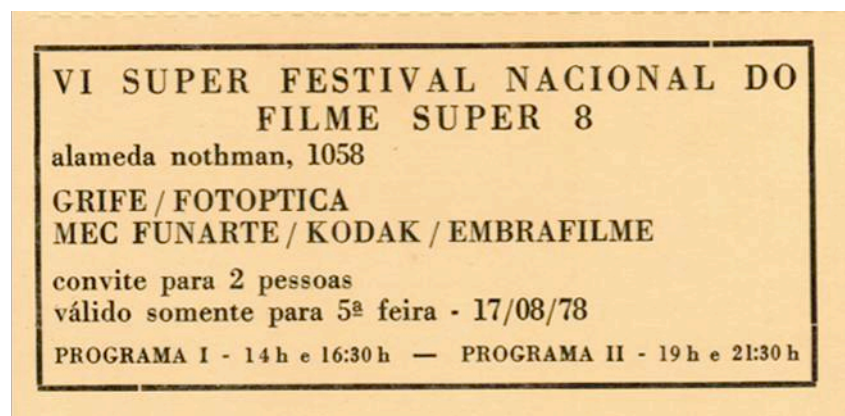 VI SUPER FESTIVAL NACIONAL DO
FILME SUPER 8
alameda nothman, 1058
GRIFE / FOTOPTICA
MEC FUNARTE / KODAK / EMBRAFILME
convite para 2 pessoas
válido somente para 5ª feira - 17/08/78
PROGRAMA I - 14 h e 16:30 h — PROGRAMA II - 19 h e 21:30 h